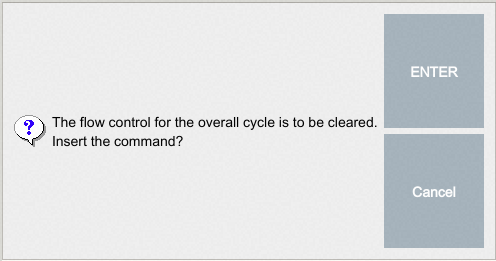 The flow control for the overall cycle is to be cleared.
Insert the command?
ENTER
Cancel